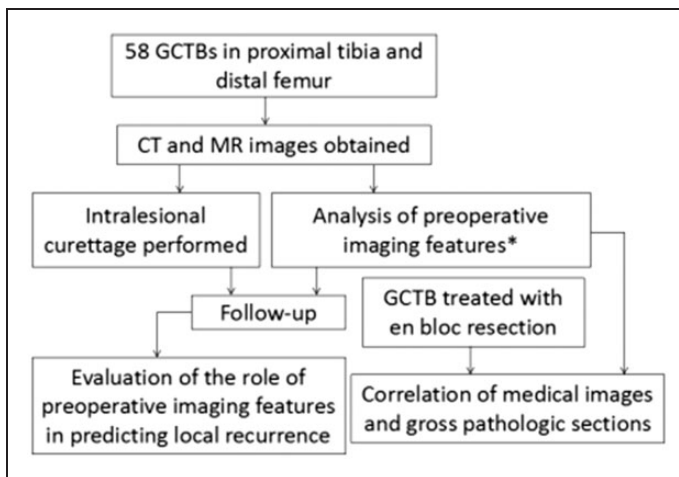 58 GCTBs in proximal tibia and
distal femur
CT and MR images obtained
Intralesional
curettage performed
Analysis of preoperative
imaging features*
Follow-up
GCTB treated with
en bloc resection
Evaluation of the role of
preoperative imaging features
in predicting local recurrence
Correlation of medical images
and gross pathologic sections